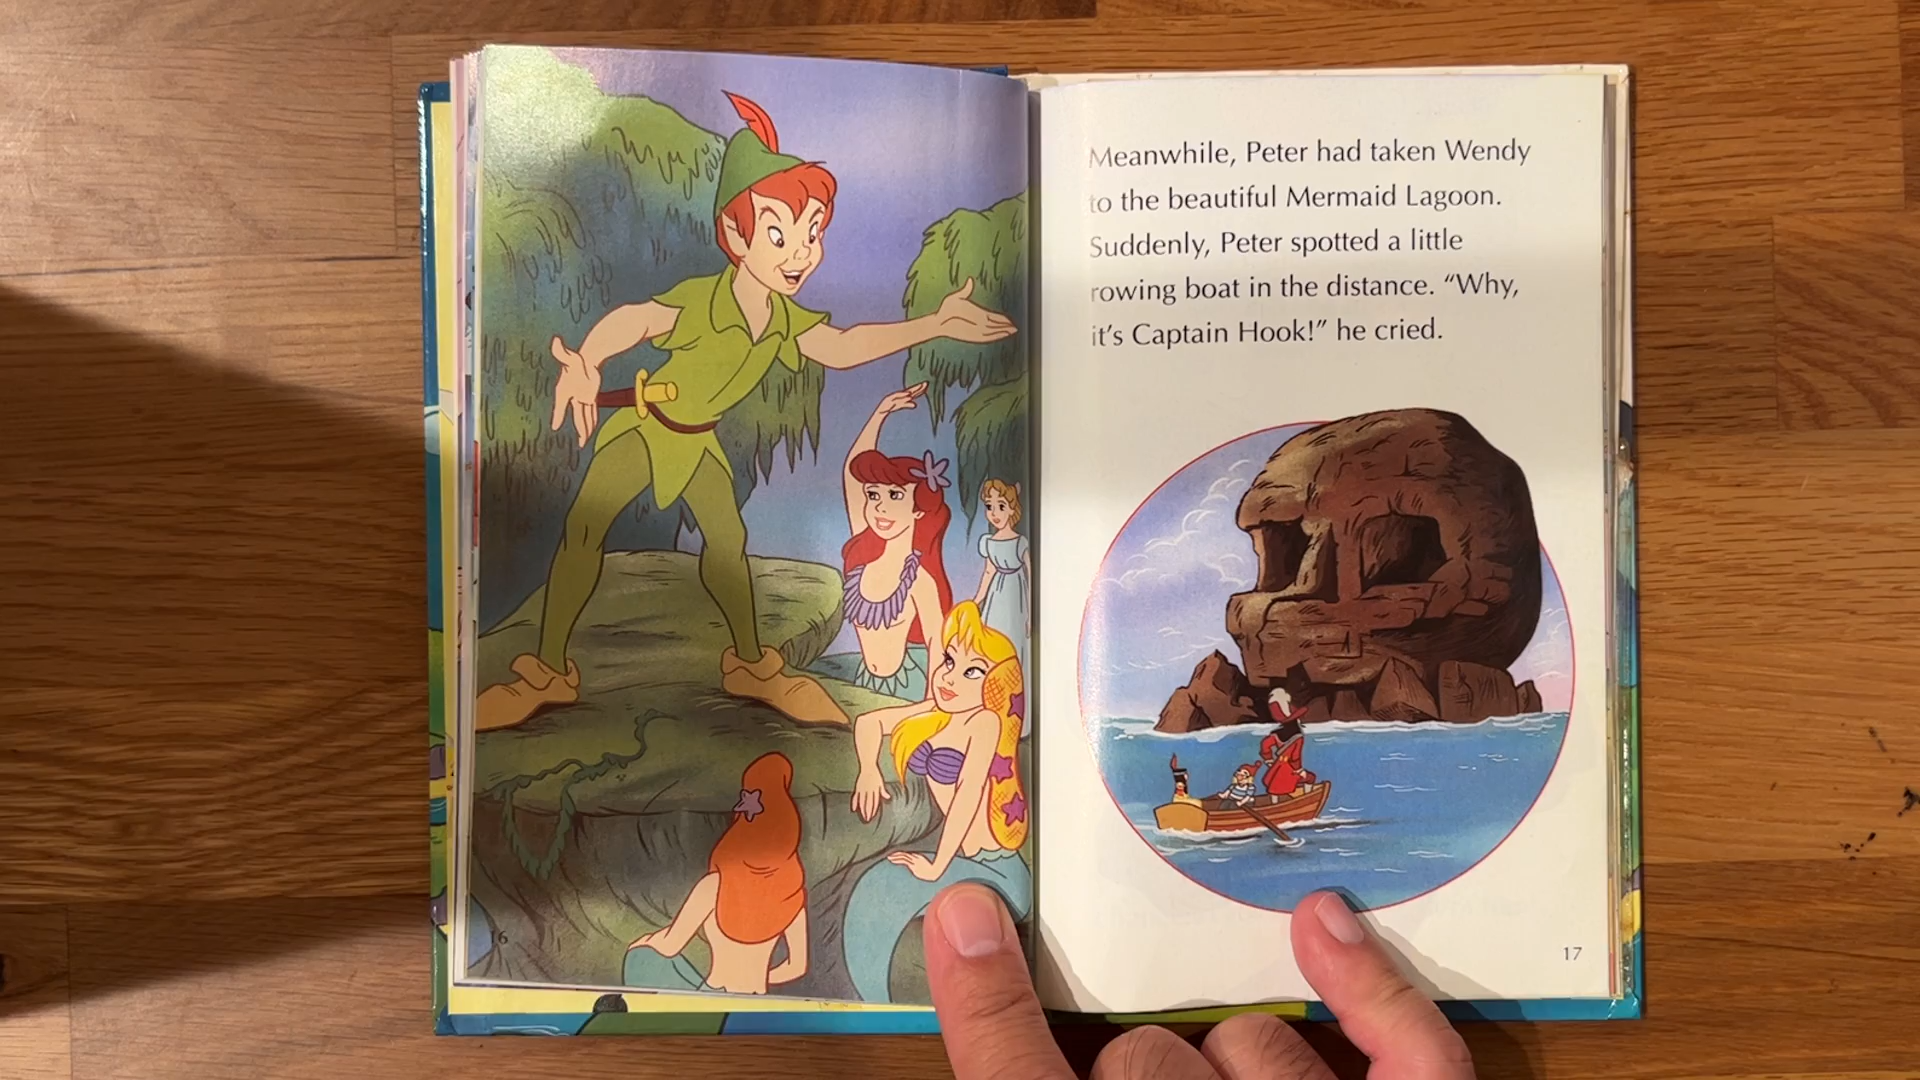 Meanwhile, Peter had taken Wendy
to the beautiful Mermaid Lagoon.
Suddenly, Peter spotted a little
rowing boat in the distance. “Why,
it’s Captain Hook!” he cried.
16
17